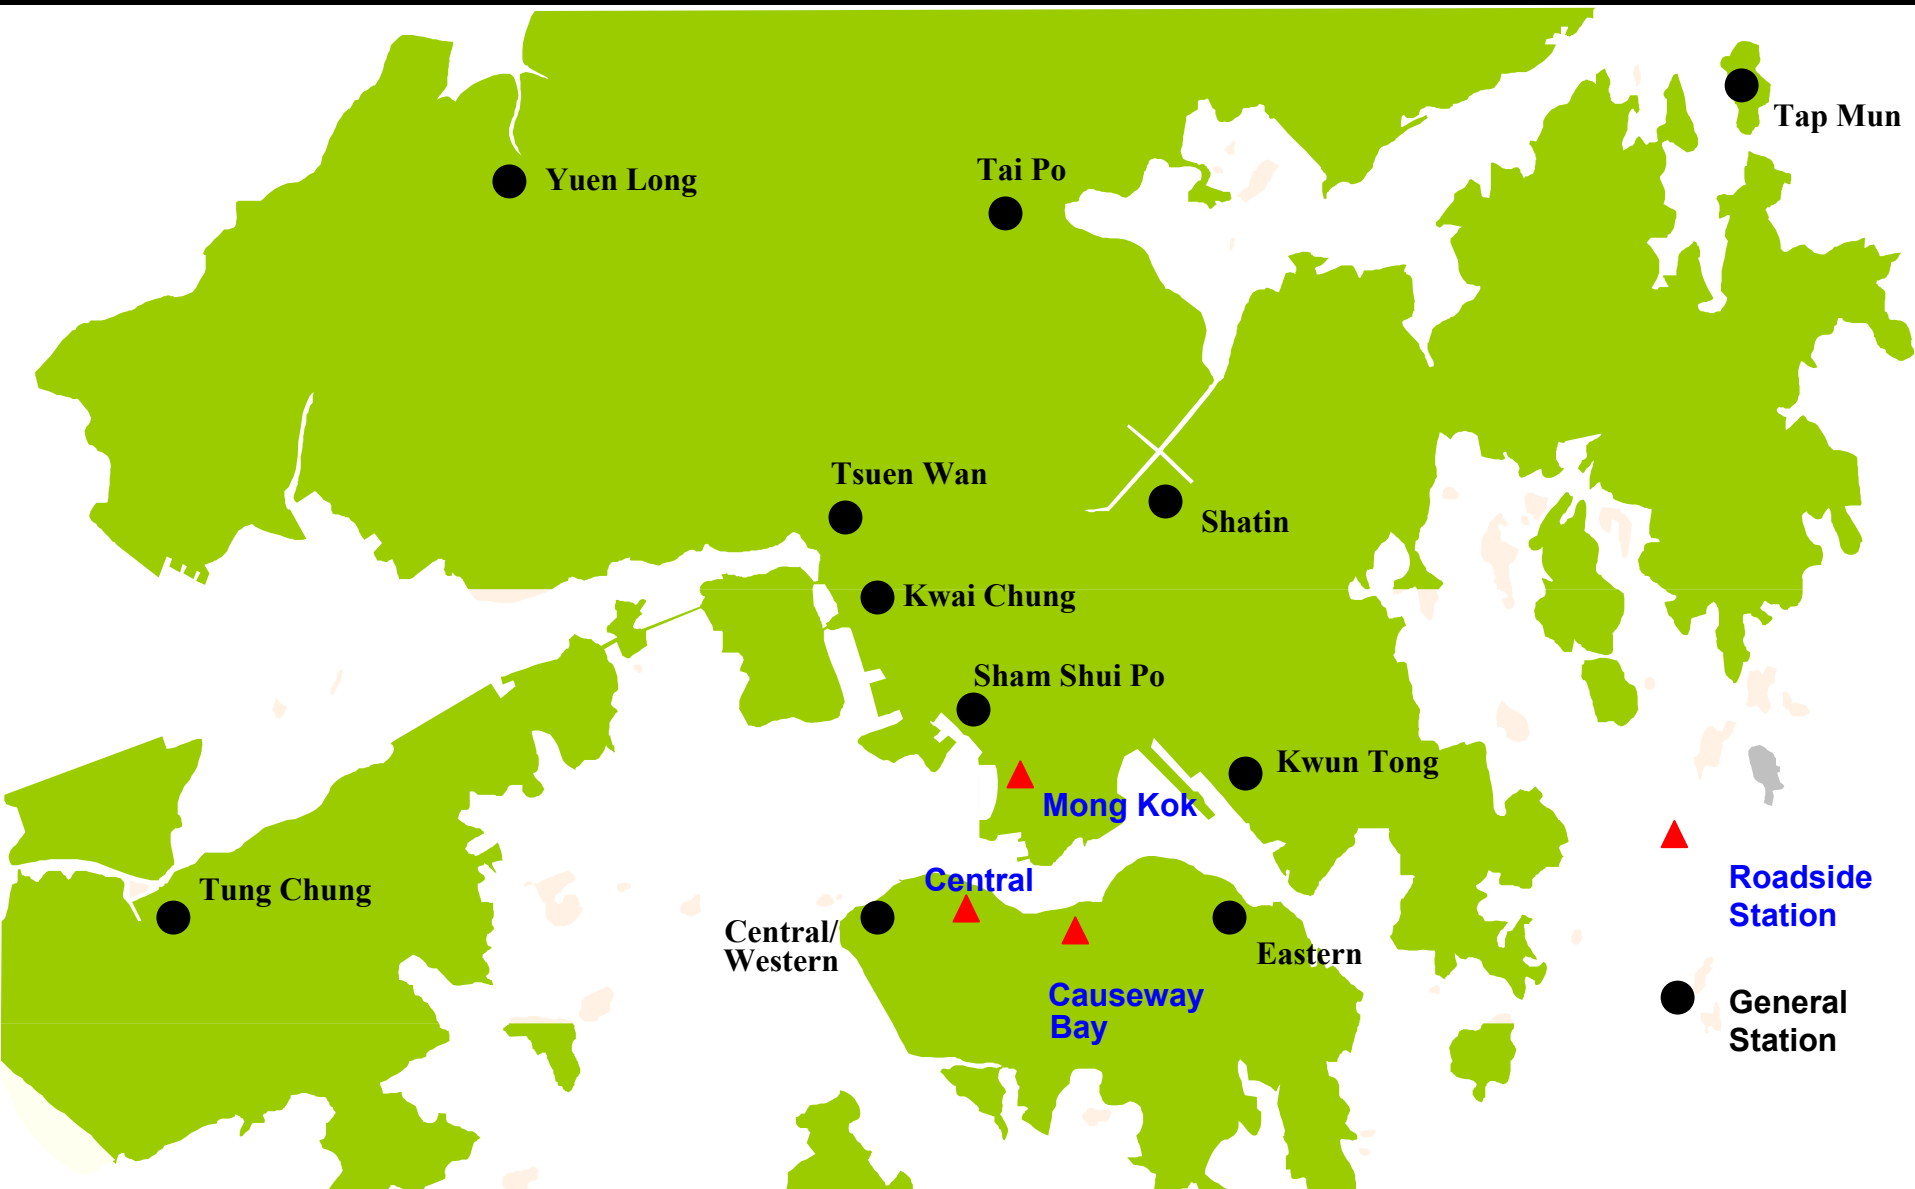 Tap Mun
Tai Po
Yuen Long
Tsuen Wan
Shatin
Kwai Chung
Sham Shui Po
Kwun Tong
Mong Kok
Central
Tung Chung
Central/
Western
Eastern
Causeway
Bay
Roadside
Station
General
Station